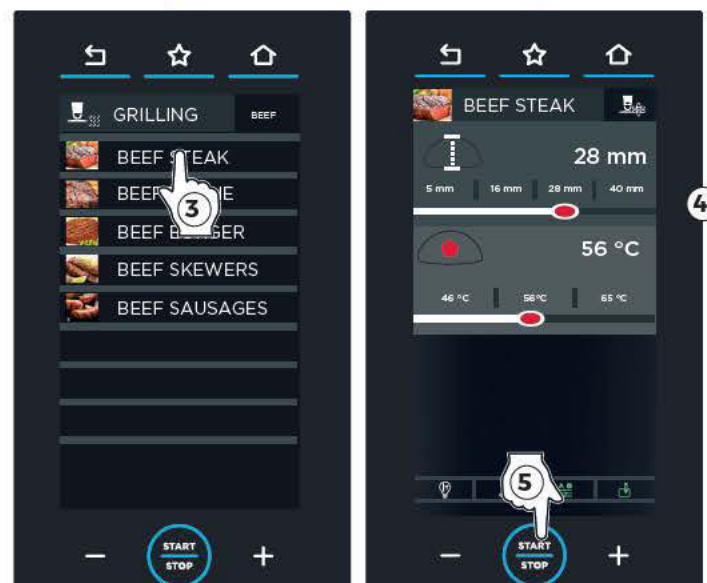 GRILLING BEEF
BEEF STEAK
3
BEEF BURGER
BEEF SKEWERS
BEEF SAUSAGES
START
STOP
BEEF STEAK
28 mm
5 mm 16 mm 28 mm 40 mm
4
56 °C
46 °C 56°C 65 °C
5
START
STOP